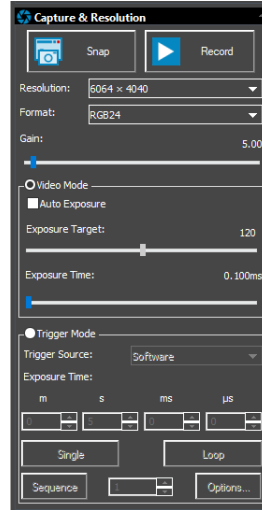 Capture & Resolution
Snap Record
Resolution: 6064 × 4040
Format: RGB24
Gain: 5.00
Video Mode
Auto Exposure
Exposure Target: 120
Exposure Time: 0.100ms
Trigger Mode
Trigger Source: Software
Exposure Time:
m s ms µs
0 5 0 0
Single Loop
Sequence 1 Options...